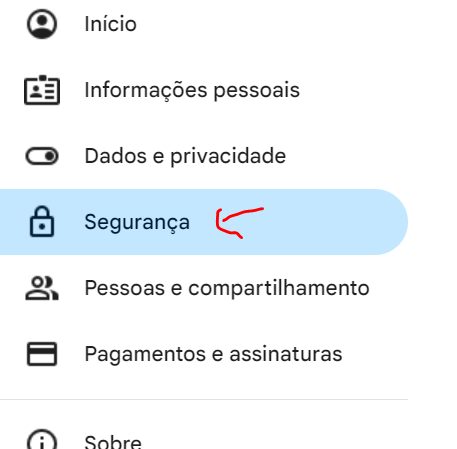 Início
Informações pessoais
Dados e privacidade
Segurança
Pessoas e compartilhamento
Pagamentos e assinaturas
Sobre